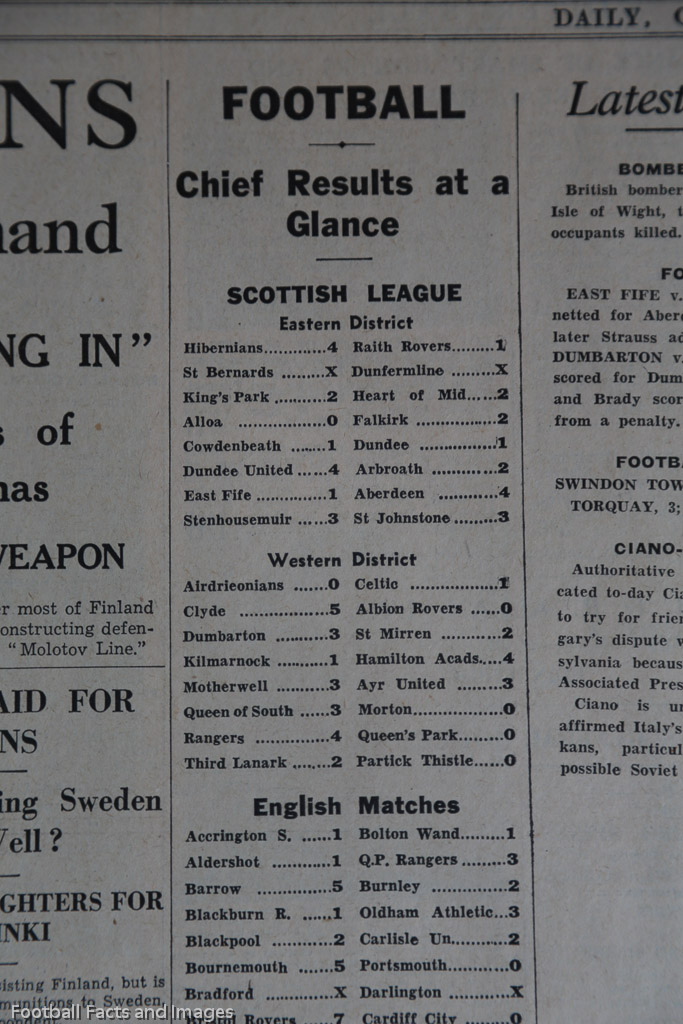 DAILY,
NS
and
NG IN"
s of
nas
WEAPON
er most of Finland
onstructing defen-
"Molotov Line."
AID FOR
NS
ing Sweden
Well?
GHTERS FOR
INKI
sisting Finland, but is
munitions to Sweden,
FOOTBALL
Chief Results at a
Glance
SCOTTISH LEAGUE
Eastern District
Hibernians............4 Raith Rovers.........1
St Bernards .........X Dunfermline .........X
King's Park ...........2 Heart of Mid......2
Alloa ..................0 Falkirk ...............2
Cowdenbeath .......1 Dundee ...............1
Dundee United .....4 Arbroath ............2
East Fife ..............1 Aberdeen ............4
Stenhousemuir .....3 St Johnstone .........3
Western District
Airdrieonians .......0 Celtic .................1
Clyde ..................5 Albion Rovers ......0
Dumbarton ..........3 St Mirren ............2
Kilmarnock ..........1 Hamilton Acads.....4
Motherwell ..........3 Ayr United .........3
Queen of South ....3 Morton................0
Rangers ...............4 Queen's Park.........0
Third Lanark .......2 Partick Thistle......0
English Matches
Accrington S. ......1 Bolton Wand.........1
Aldershot ............1 Q.P. Rangers .........3
Barrow ...............5 Burnley ...............2
Blackburn R. ......1 Oldham Athletic...3
Blackpool ............2 Carlisle Un...........2
Bournemouth ......5 Portsmouth...........0
Bradford .............X Darlington ...........X
Bristol Rovers ......7 Cardiff City ..........0
Latest
BOMBE
British bomber
Isle of Wight, t
occupants killed.
FO
EAST FIFE v.
netted for Aber
later Strauss ad
DUMBARTON v.
scored for Dum
and Brady scor
from a penalty.
FOOTBA
SWINDON TOW
TORQUAY, 3;
CIANO-
Authoritative
cated to-day Cia
to try for frien
gary's dispute w
sylvania becaus
Associated Pres
Ciano is un
affirmed Italy's
kans, particul
possible Soviet
Football Facts and Images